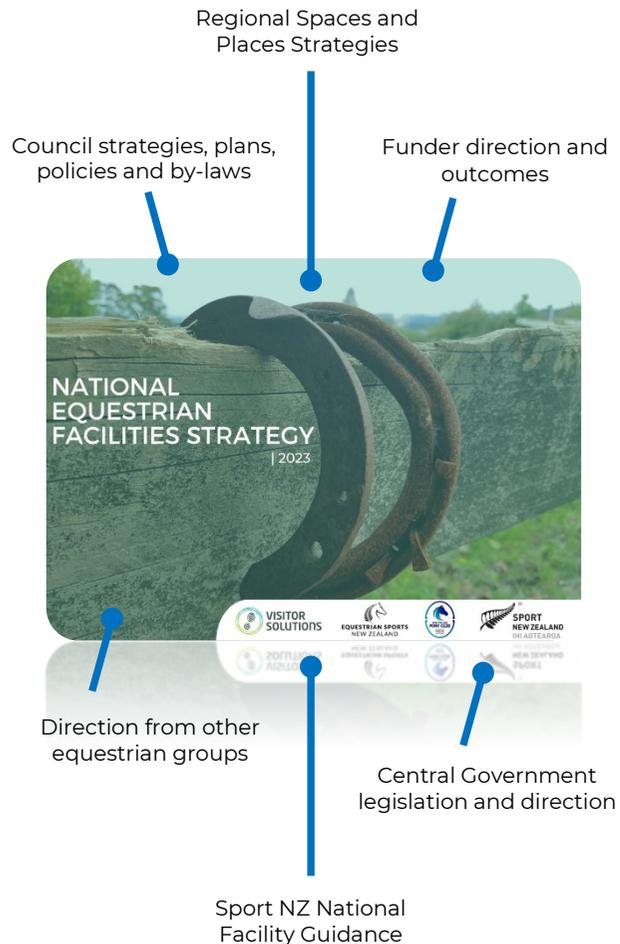 Regional Spaces and
Places Strategies
Council strategies, plans,
policies and by-laws
Funder direction and
outcomes
NATIONAL
EQUESTRIAN
FACILITIES STRATEGY
| 2023
VISITOR
SOLUTIONS
EQUESTRIAN SPORTS
NEW ZEALAND
PONY CLUB
SPORT
NEW ZEALAND
IHI AOTEAROA
Direction from other
equestrian groups
Central Government
legislation and direction
Sport NZ National
Facility Guidance